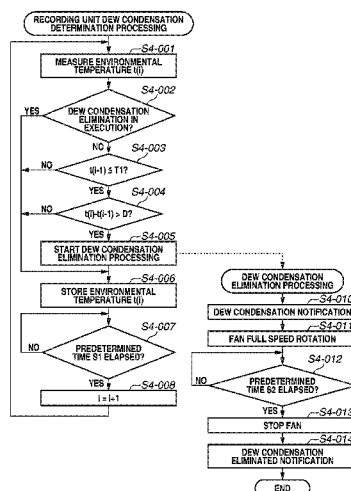 RECORDING UNIT DEW CONDENSATION
DETERMINATION PROCESSING
S4-001
MEASURE ENVIRONMENTAL
TEMPERATURE t(i)
S4-002
YES
DEW CONDENSATION
ELIMINATION IN
EXECUTION?
NO
S4-003
NO
t(i-1) ≤ T1?
YES
S4-004
NO
t(i)-t(i-1) > D?
YES
S4-005
START DEW CONDENSATION
ELIMINATION PROCESSING
S4-006
STORE ENVIRONMENTAL
TEMPERATURE t(i)
S4-007
NO
PREDETERMINED
TIME S1 ELAPSED?
YES
S4-008
i = i+1
DEW CONDENSATION
ELIMINATION PROCESSING
S4-010
DEW CONDENSATION NOTIFICATION
S4-011
FAN FULL SPEED ROTATION
S4-012
NO
PREDETERMINED
TIME S2 ELAPSED?
YES
S4-013
STOP FAN
S4-014
DEW CONDENSATION
ELIMINATED NOTIFICATION
END